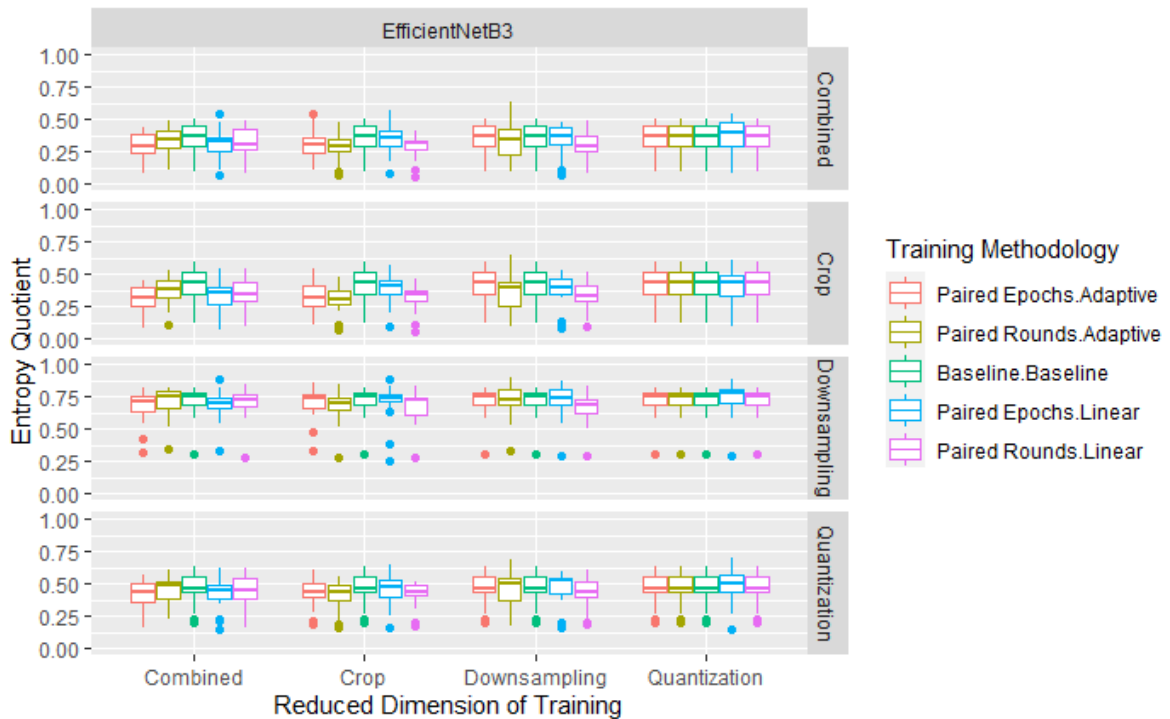 EfficientNetB3
1.00
0.75
0.50
0.25
0.00
Combined
1.00
0.75
0.50
0.25
0.00
Crop
1.00
0.75
0.50
0.25
0.00
Downsampling
1.00
0.75
0.50
0.25
0.00
Quantization
Entropy Quotient
Combined Crop Downsampling Quantization
Reduced Dimension of Training
Training Methodology
Paired Epochs.Adaptive
Paired Rounds.Adaptive
Baseline.Baseline
Paired Epochs.Linear
Paired Rounds.Linear